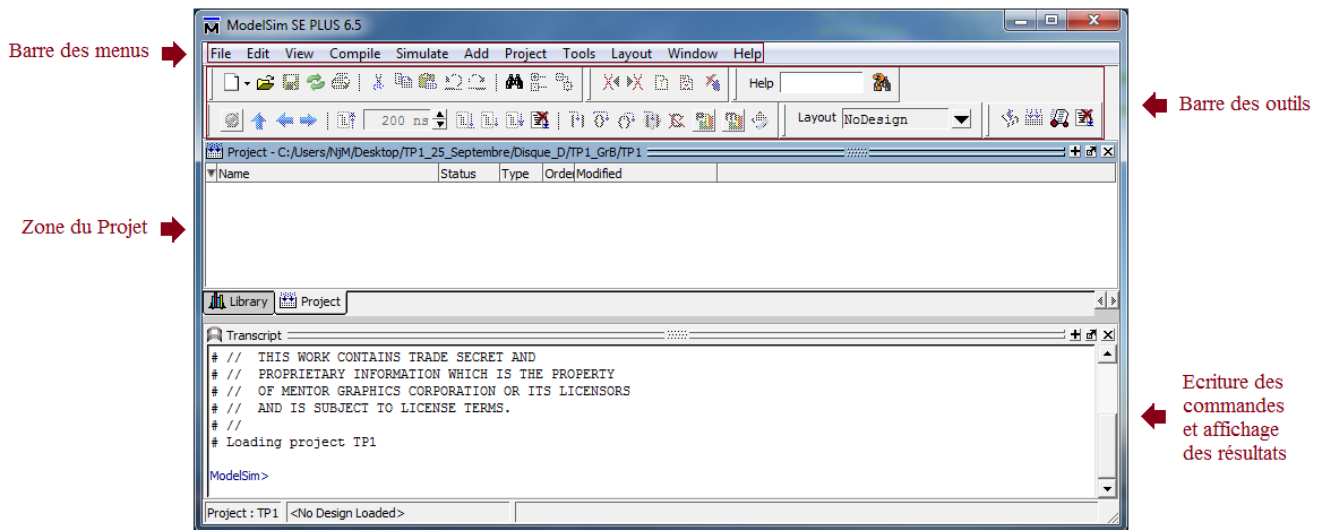 ModelSim SE PLUS 6.5
Barre des menus
File Edit View Compile Simulate Add Project Tools Layout Window Help
Help
Barre des outils
200 ns
Layout NoDesign
Project - C:/Users/NjM/Desktop/TP1_25_Septembre/Disque_D/TP1_GrB/TP1
Name Status Type Order Modified
Zone du Projet
Library Project
Transcript
# // THIS WORK CONTAINS TRADE SECRET AND
# // PROPRIETARY INFORMATION WHICH IS THE PROPERTY
# // OF MENTOR GRAPHICS CORPORATION OR ITS LICENSORS
# // AND IS SUBJECT TO LICENSE TERMS.
# //
# Loading project TP1
ModelSim>
Ecriture des
commandes
et affichage
des résultats
Project : TP1 <No Design Loaded>